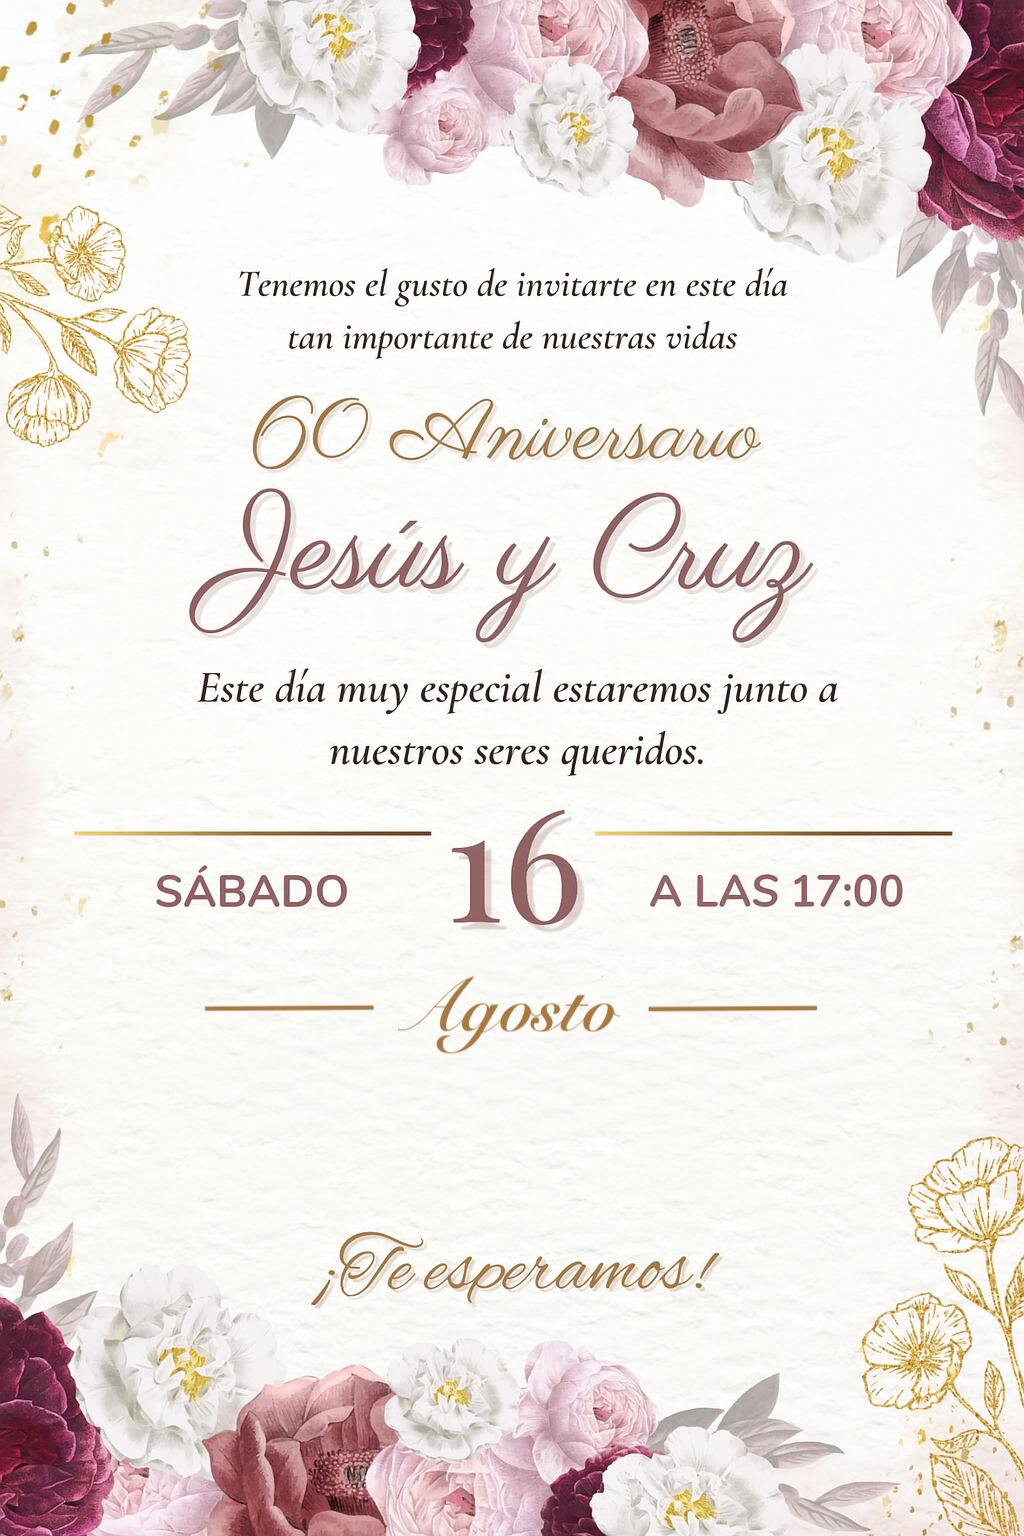 Tenemos el gusto de invitarte en este día
tan importante de nuestras vidas
60 Aniversario
Jesús y Cruz
Este día muy especial estaremos junto a
nuestros seres queridos.
SÁBADO 16 A LAS 17:00
Agosto
¡Te esperamos!